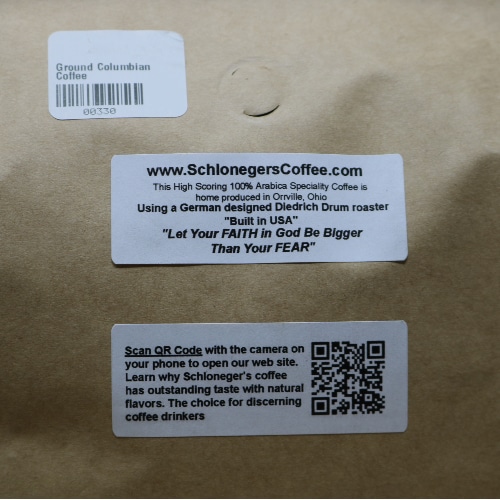 Ground Columbian
Coffee
00330
www.SchlonegersCoffee.com
This High Scoring 100% Arabica Speciality Coffee is
home produced in Orrville, Ohio
Using a German designed Diedrich Drum roaster
"Built in USA"
"Let Your FAITH in God Be Bigger
Than Your FEAR"
Scan QR Code with the camera on
your phone to open our web site.
Learn why Schloneger's coffee
has outstanding taste with natural
flavors. The choice for discerning
coffee drinkers